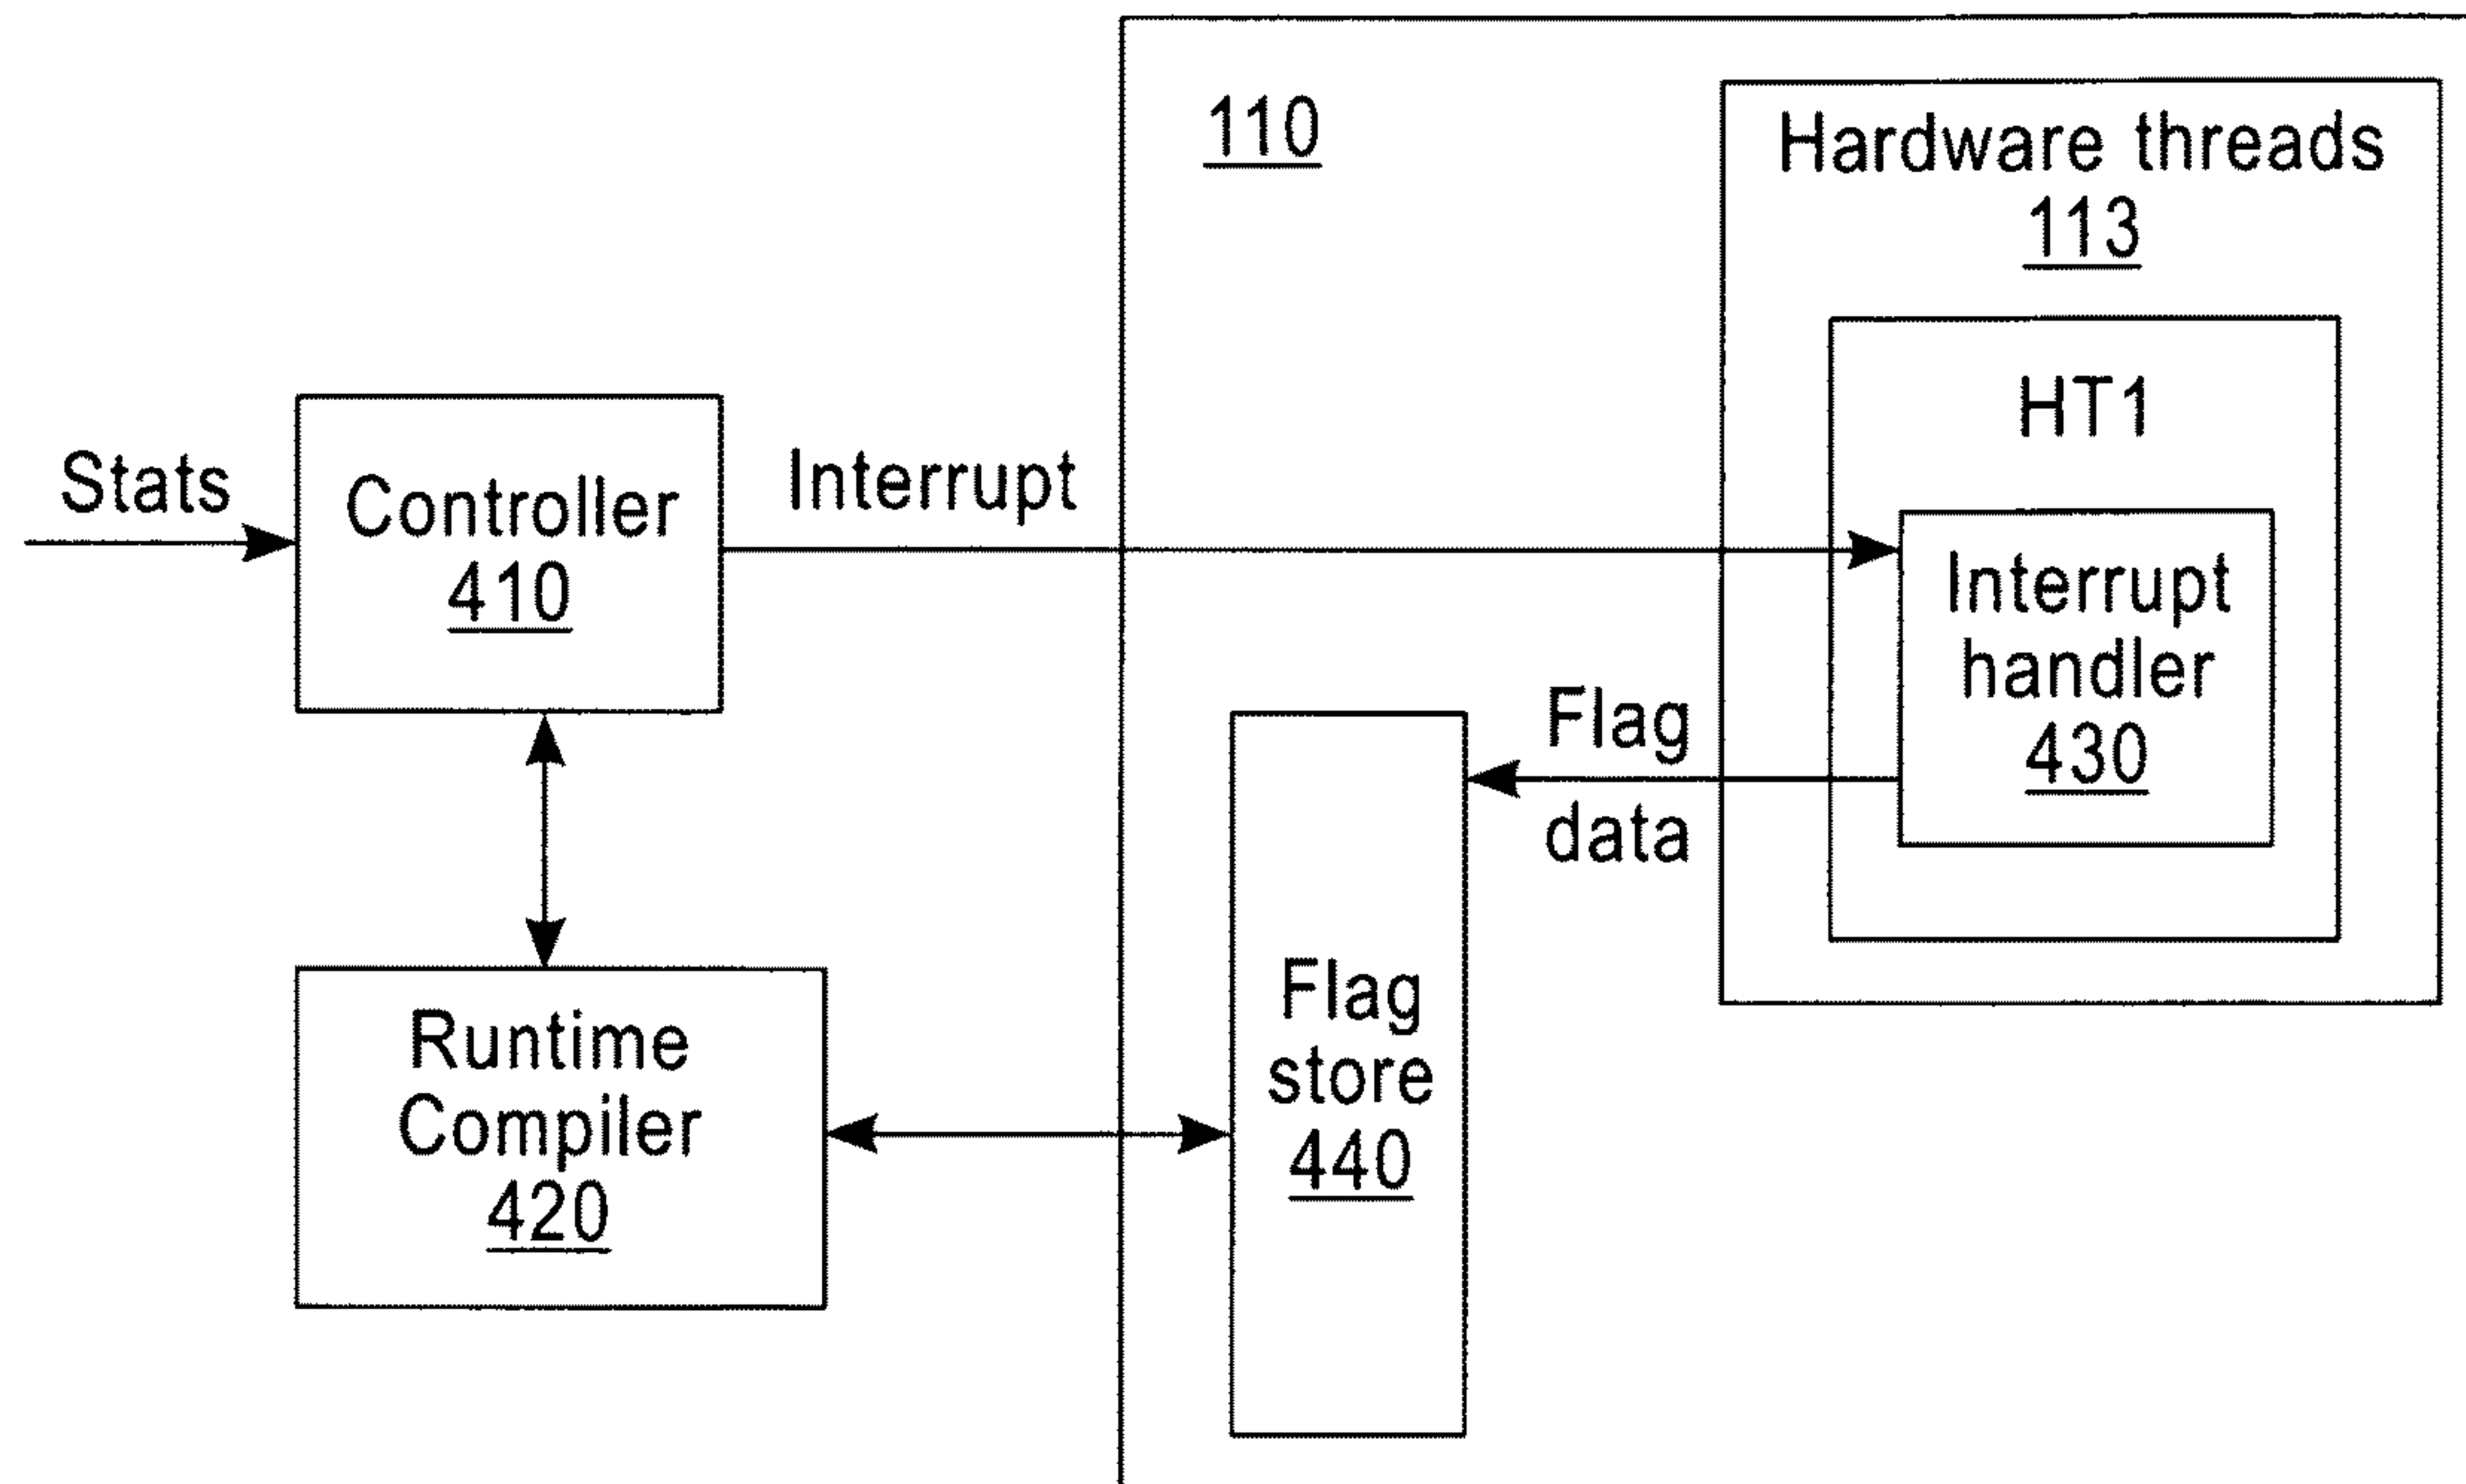 110
Hardware threads
113
HT1
Stats
Controller
410
Interrupt
Interrupt
handler
430
Flag
data
Runtime
Compiler
420
Flag
store
440